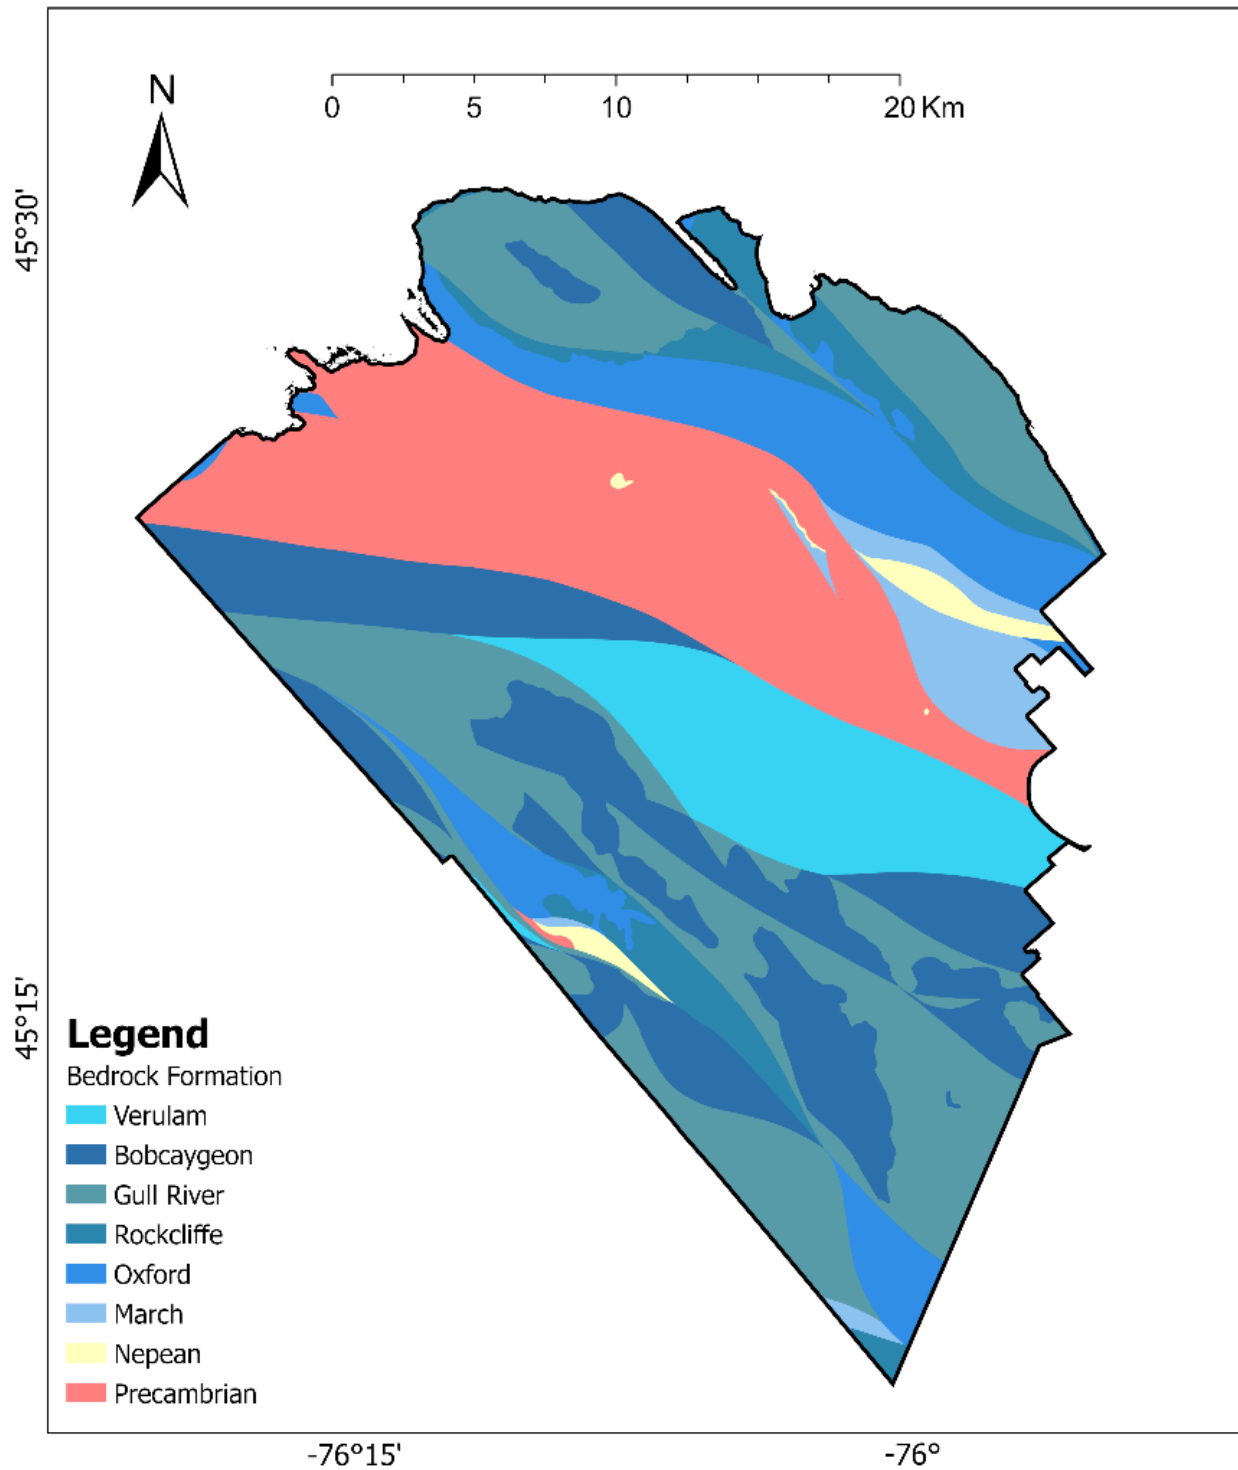 N
0 5 10 20 Km
45°30'
45°15'
Legend
Bedrock Formation
Verulam
Bobcaygeon
Gull River
Rockcliffe
Oxford
March
Nepean
Precambrian
-76°15' -76°